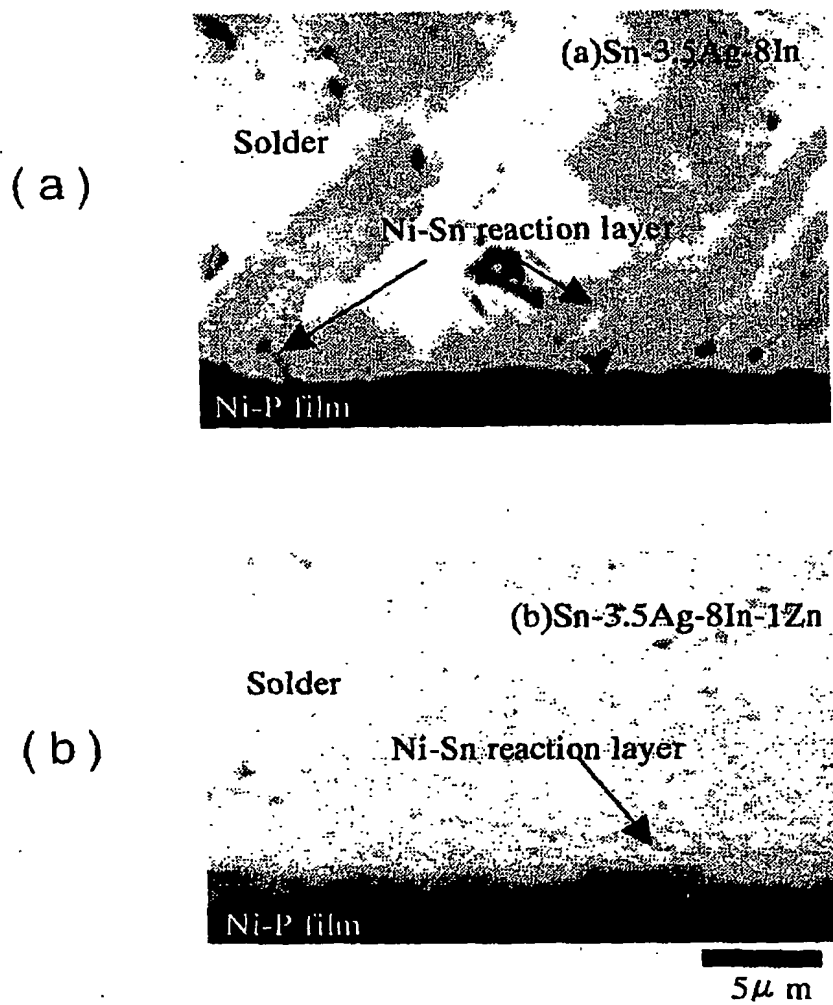 (a)Sn-3.5Ag-8In
Solder
(a)
Ni-Sn reaction layer
Ni-P film
(b)Sn-3.5Ag-8In-1Zn
Solder
Ni-Sn reaction layer
(b)
Ni-P film
5μ m